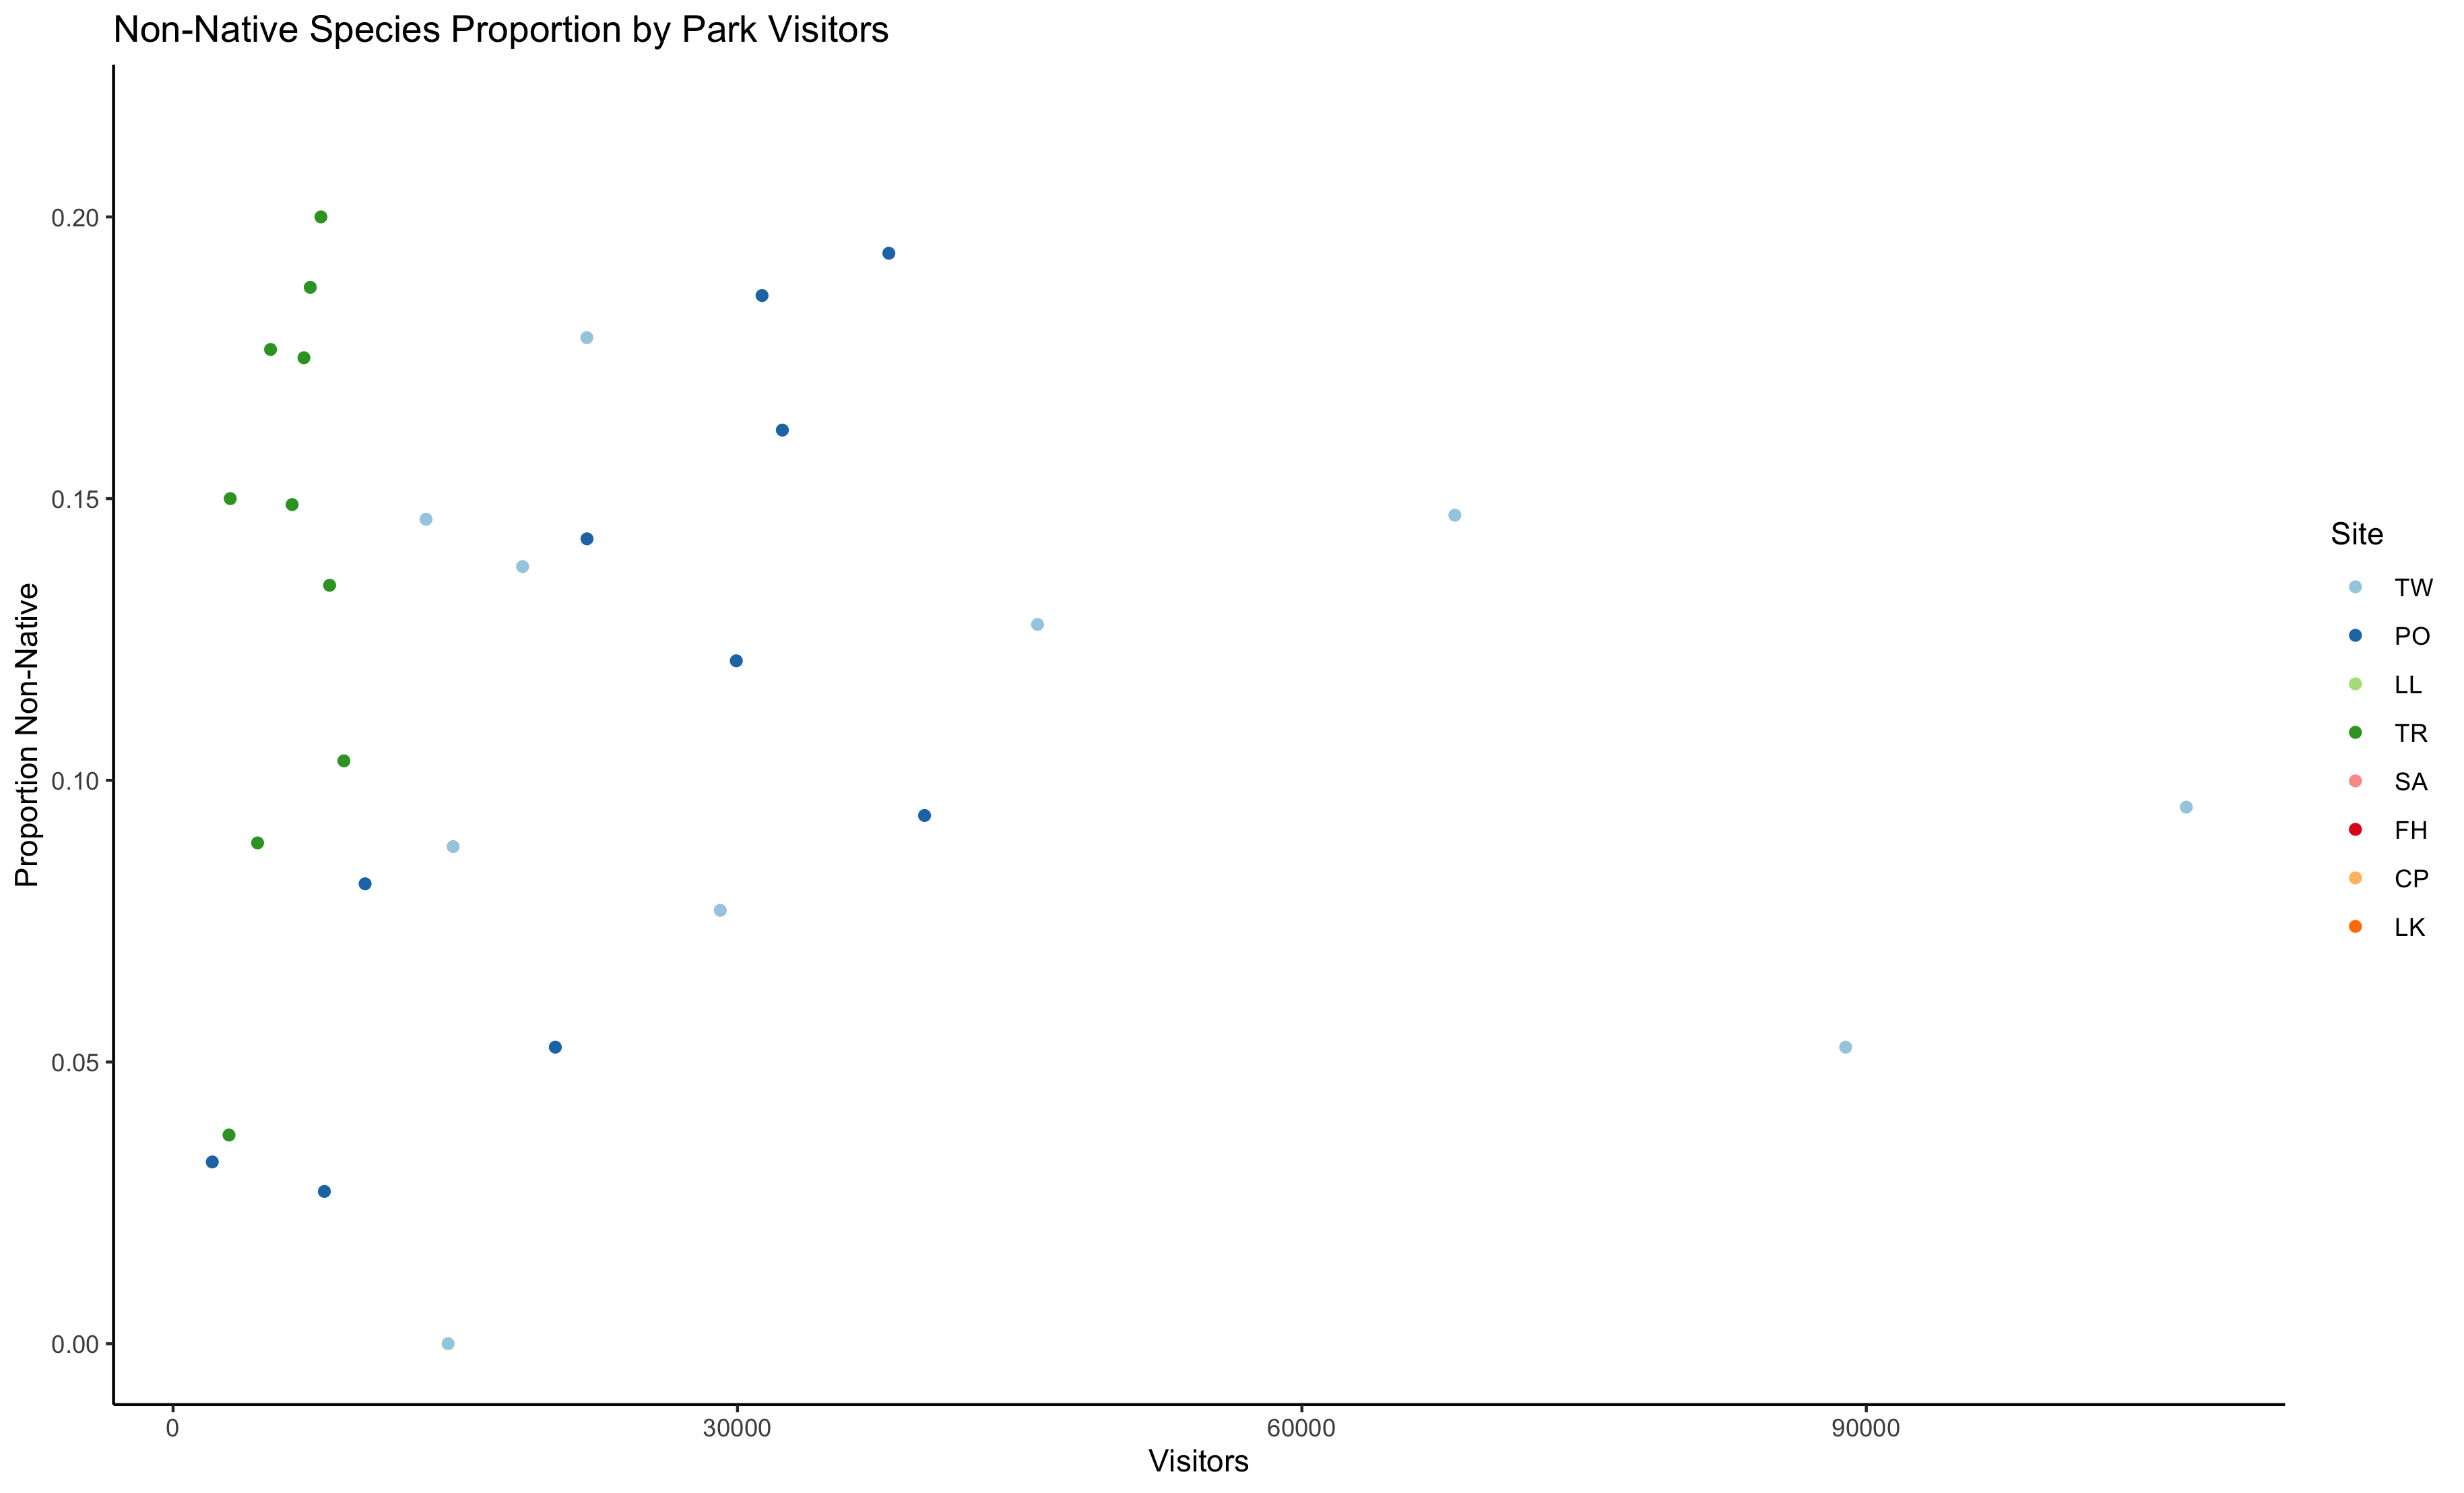 Non-Native Species Proportion by Park Visitors
Proportion Non-Native
0.20
0.15
0.10
0.05
0.00
0 30000 60000 90000
Visitors
Site
TW
PO
LL
TR
SA
FH
CP
LK